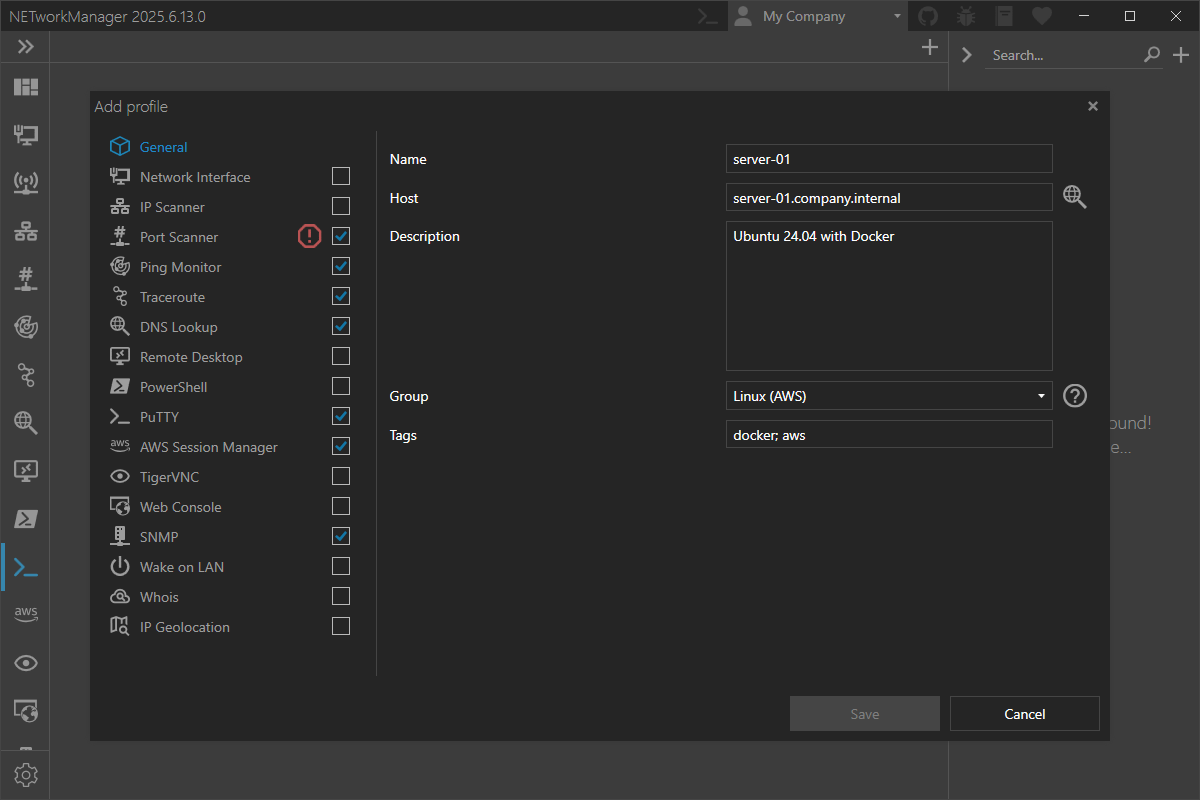 NETworkManager 2025.6.13.0
My Company
Search...
Add profile
General
Network Interface
IP Scanner
Port Scanner
Ping Monitor
Traceroute
DNS Lookup
Remote Desktop
PowerShell
PuTTY
aws AWS Session Manager
TigerVNC
Web Console
SNMP
Wake on LAN
Whois
IP Geolocation
Name server-01
Host server-01.company.internal
Description Ubuntu 24.04 with Docker
Group Linux (AWS)
Tags docker; aws
ound!
e...
aws
Save Cancel